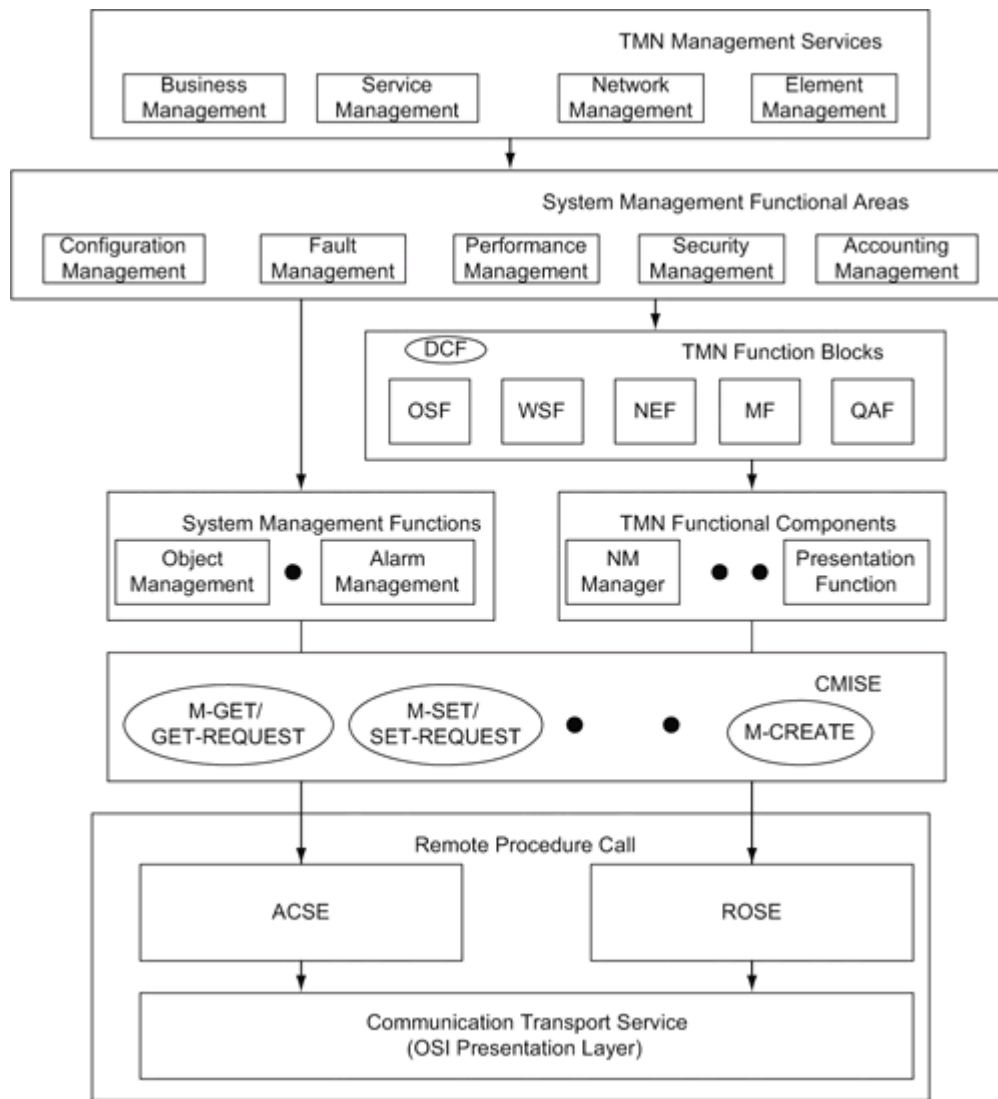 TMN Management Services
Business
Management
Service
Management
Network
Management
Element
Management
System Management Functional Areas
Configuration
Management
Fault
Management
Performance
Management
Security
Management
Accounting
Management
DCF
TMN Function Blocks
OSF
WSF
NEF
MF
QAF
System Management Functions
Object
Management
Alarm
Management
TMN Functional Components
NM
Manager
Presentation
Function
CMISE
M-GET/
GET-REQUEST
M-SET/
SET-REQUEST
M-CREATE
Remote Procedure Call
ACSE
ROSE
Communication Transport Service
(OSI Presentation Layer)